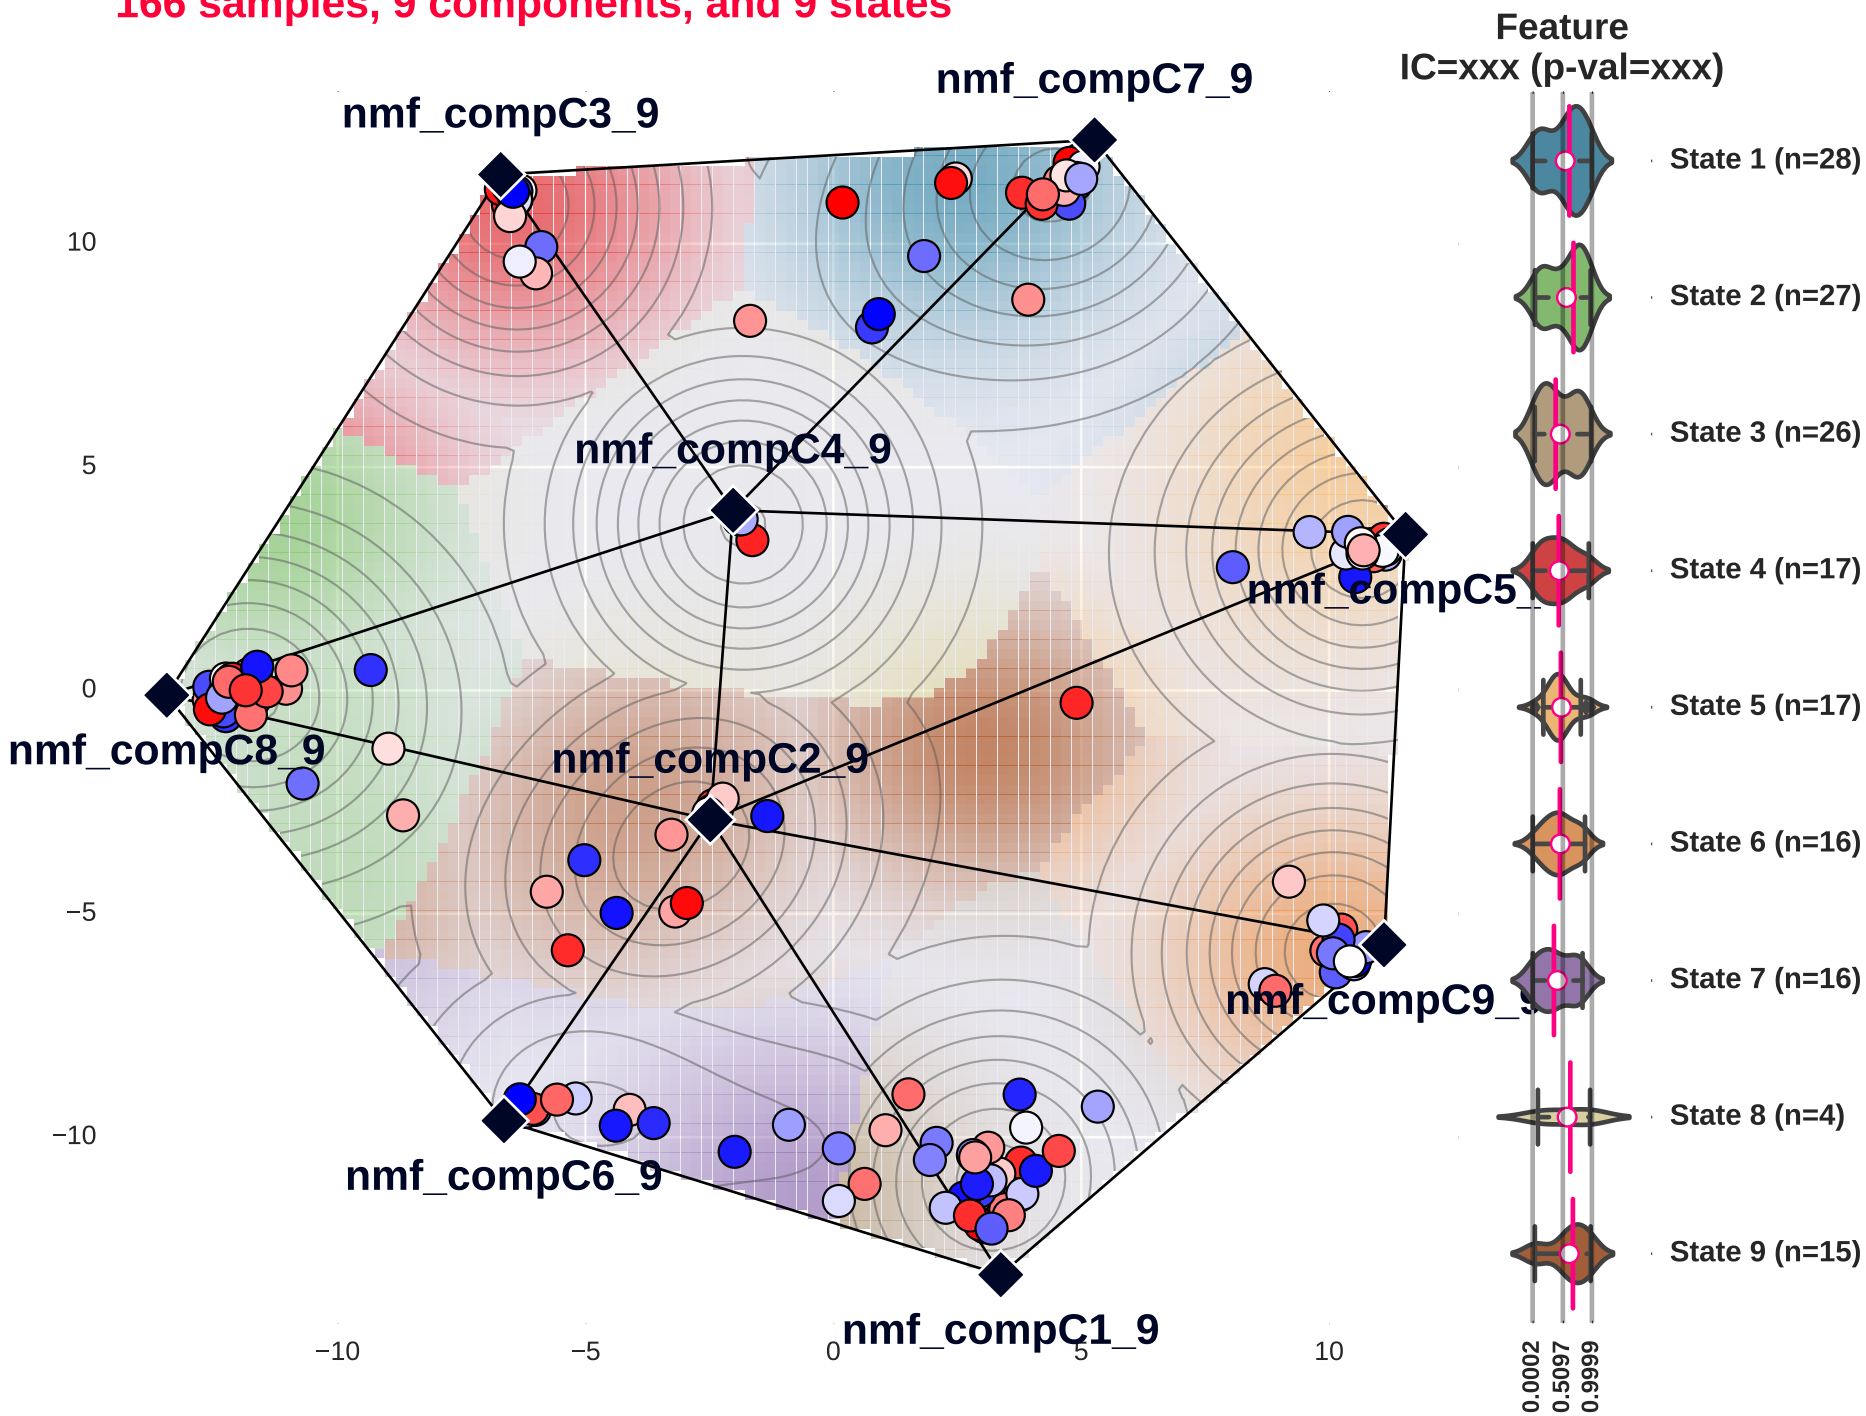 166 samples, 9 components, and 9 states
Feature
IC=xxx (p-val=xxx)
nmf_compC7_9
nmf_compC3_9
nmf_compC4_9
nmf_compC5_
nmf_compC8_9
nmf_compC2_9
nmf_compC9_9
nmf_compC6_9
nmf_compC1_9
10
5
0
−5
−10
−10
−5
0
5
10
State 1 (n=28)
State 2 (n=27)
State 3 (n=26)
State 4 (n=17)
State 5 (n=17)
State 6 (n=16)
State 7 (n=16)
State 8 (n=4)
State 9 (n=15)
0.0002
0.5097
0.9999